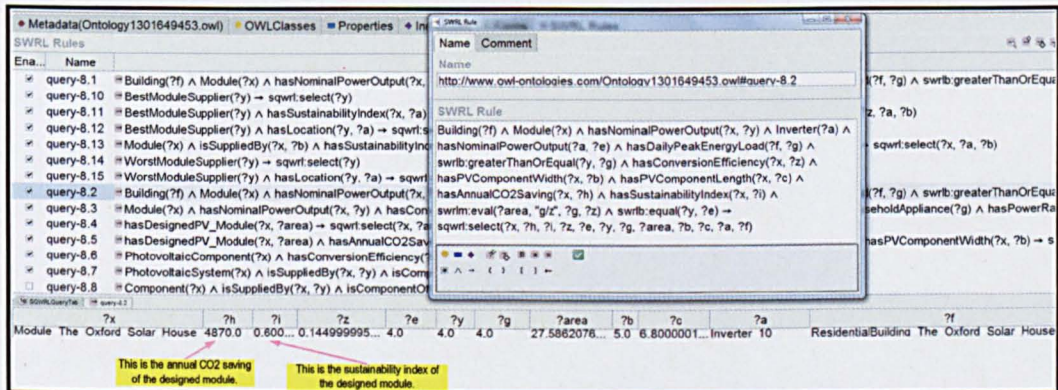 Metadata(Ontology1301649453.owl) OWLClasses Properties
SWRL Rule
SWRL Rules
Name Comment
Ena... Name
Name
http://www.owl-ontologies.com/Ontology1301649453.owl#query-8.2
SWRL Rule
Building(?f) ∧ Module(?x) ∧ hasNominalPowerOutput(?x, ?y) ∧ Inverter(?a) ∧
hasNominalPowerOutput(?a, ?e) ∧ hasDailyPeakEnergyLoad(?f, ?g) ∧
swrlb:greaterThanOrEqual(?y, ?g) ∧ hasConversionEfficiency(?x, ?z) ∧
hasPVComponentWidth(?x, ?b) ∧ hasPVComponentLength(?x, ?c) ∧
hasAnnualCO2Saving(?x, ?h) ∧ hasSustainabilityIndex(?x, ?i) ∧
swrlm:eval(?area, "g/z", ?g, ?z) ∧ swrlb:equal(?y, ?e) →
sqwrl:select(?x, ?h, ?i, ?z, ?e, ?y, ?g, ?area, ?b, ?c, ?a, ?f)
query-8.1 Building(?f) ∧ Module(?x) ∧ hasNominalPowerOutput(?x, (?f, ?g) ∧ swrlb:greaterThanOrEqua
query-8.10 BestModuleSupplier(?y) → sqwrl:select(?y)
query-8.11 BestModuleSupplier(?y) ∧ hasSustainabilityIndex(?x, ?a) z, ?a, ?b)
query-8.12 BestModuleSupplier(?y) ∧ hasLocation(?y, ?a) → sqwrl:s
query-8.13 Module(?x) ∧ isSuppliedBy(?x, ?b) ∧ hasSustainabilityInd sqwrl:select(?x, ?a, ?b)
query-8.14 WorstModuleSupplier(?y) → sqwrl:select(?y)
query-8.15 WorstModuleSupplier(?y) ∧ hasLocation(?y, ?a) → sqwrl
query-8.2 Building(?f) ∧ Module(?x) ∧ hasNominalPowerOutput(?x, (?f, ?g) ∧ swrlb:greaterThanOrEqua
query-8.3 Module(?x) ∧ hasNominalPowerOutput(?x, ?y) ∧ hasCon seholdAppliance(?g) ∧ hasPowerRa
query-8.4 hasDesignedPV_Module(?x, ?area) → sqwrl:select(?x, ?a
query-8.5 hasDesignedPV_Module(?x, ?area) ∧ hasAnnualCO2Sav hasPVComponentWidth(?x, ?b) → s
query-8.6 PhotovoltaicComponent(?x) ∧ hasConversionEfficiency(?
query-8.7 PhotovoltaicSystem(?x) ∧ isSuppliedBy(?x, ?y) ∧ isCom
query-8.8 Component(?x) ∧ isSuppliedBy(?x, ?y) ∧ isComponentO
SQWRLQueryTab query-8.2
?x ?h ?i ?z ?e ?y ?g ?area ?b ?c ?a ?f
Module The Oxford Solar House 4870.0 0.600... 0.144999995... 4.0 4.0 4.0 27.5862076... 5.0 6.8000001... Inverter 10 ResidentialBuilding The Oxford Solar House
This is the annual CO2 saving
of the designed module.
This is the sustainability index of
the designed module.